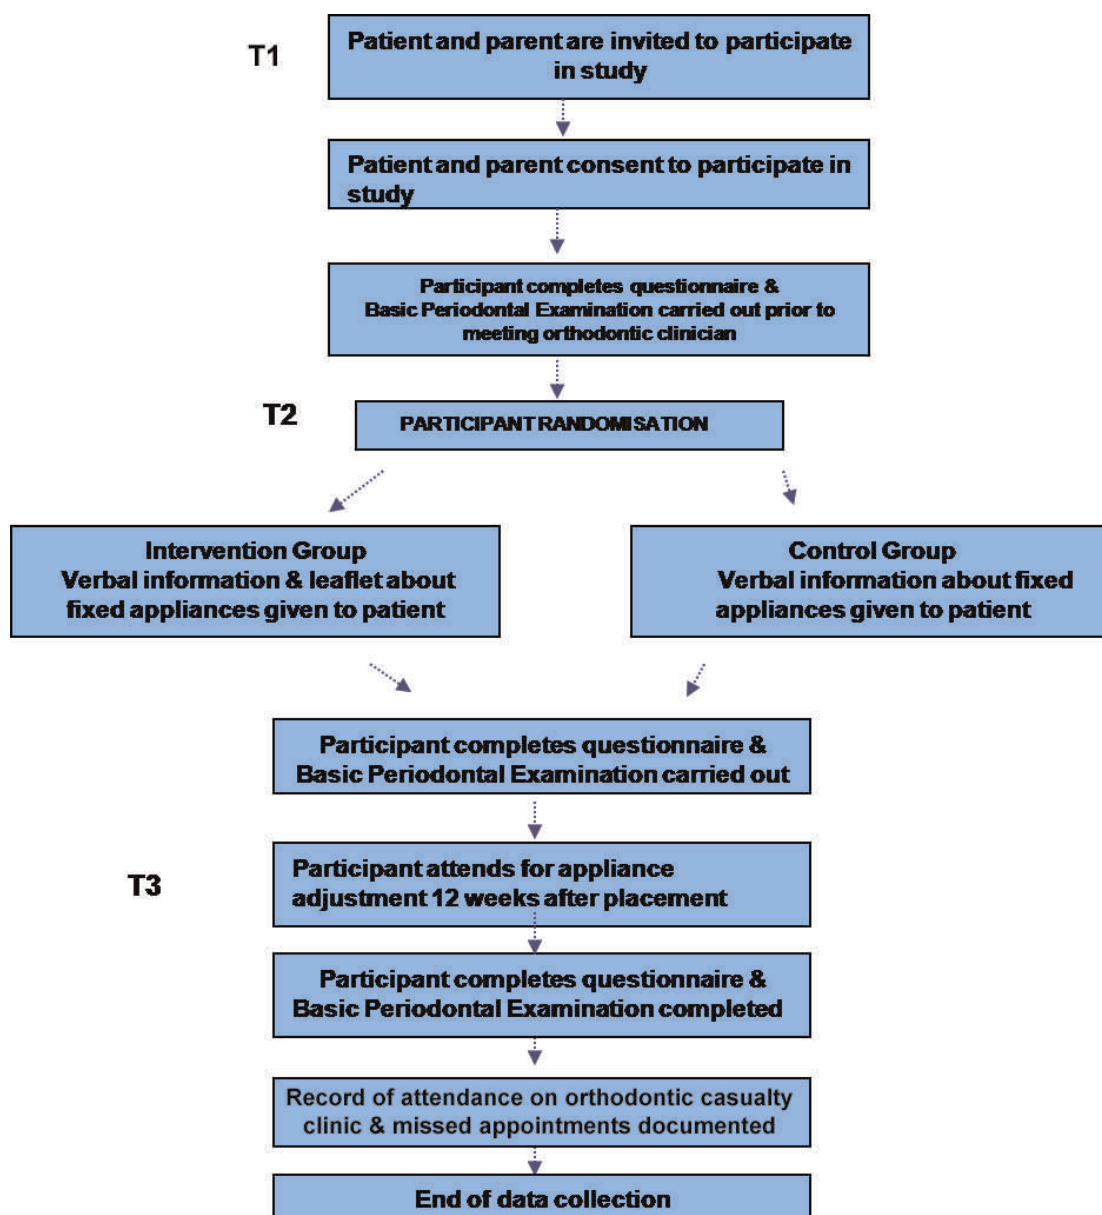 T1
Patient and parent are invited to participate
in study
Patient and parent consent to participate in
study
Participant completes questionnaire &
Basic Periodontal Examination carried out prior to
meeting orthodontic clinician
T2
PARTICIPANT RANDOMISATION
Intervention Group
Verbal information & leaflet about
fixed appliances given to patient
Control Group
Verbal information about fixed
appliances given to patient
Participant completes questionnaire &
Basic Periodontal Examination carried out
T3
Participant attends for appliance
adjustment 12 weeks after placement
Participant completes questionnaire &
Basic Periodontal Examination completed
Record of attendance on orthodontic casualty
clinic & missed appointments documented
End of data collection